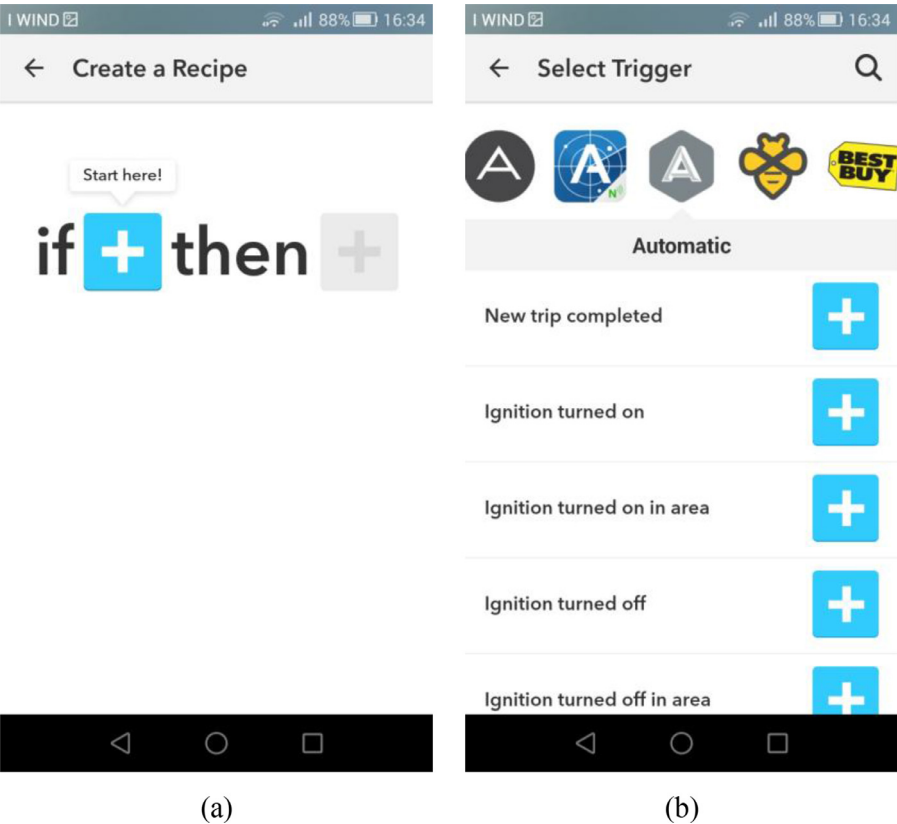 I WIND 88% 16:34
Create a Recipe
Start here!
if + then +
(a)
I WIND 88% 16:34
Select Trigger
A A A BEST BUY
N
Automatic
New trip completed
Ignition turned on
Ignition turned on in area
Ignition turned off
Ignition turned off in area
(b)